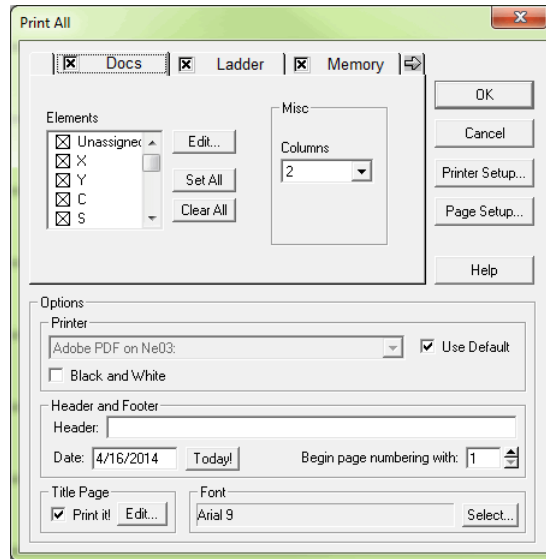 Print All
Docs Ladder Memory
Elements
Unassigned
X
Y
C
S
Edit...
Set All
Clear All
Misc
Columns
2
OK
Cancel
Printer Setup...
Page Setup...
Help
Options
Printer
Adobe PDF on Ne03:
Use Default
Black and White
Header and Footer
Header:
Date: 4/16/2014 Today! Begin page numbering with: 1
Title Page
Print it! Edit...
Font
Arial 9 Select...